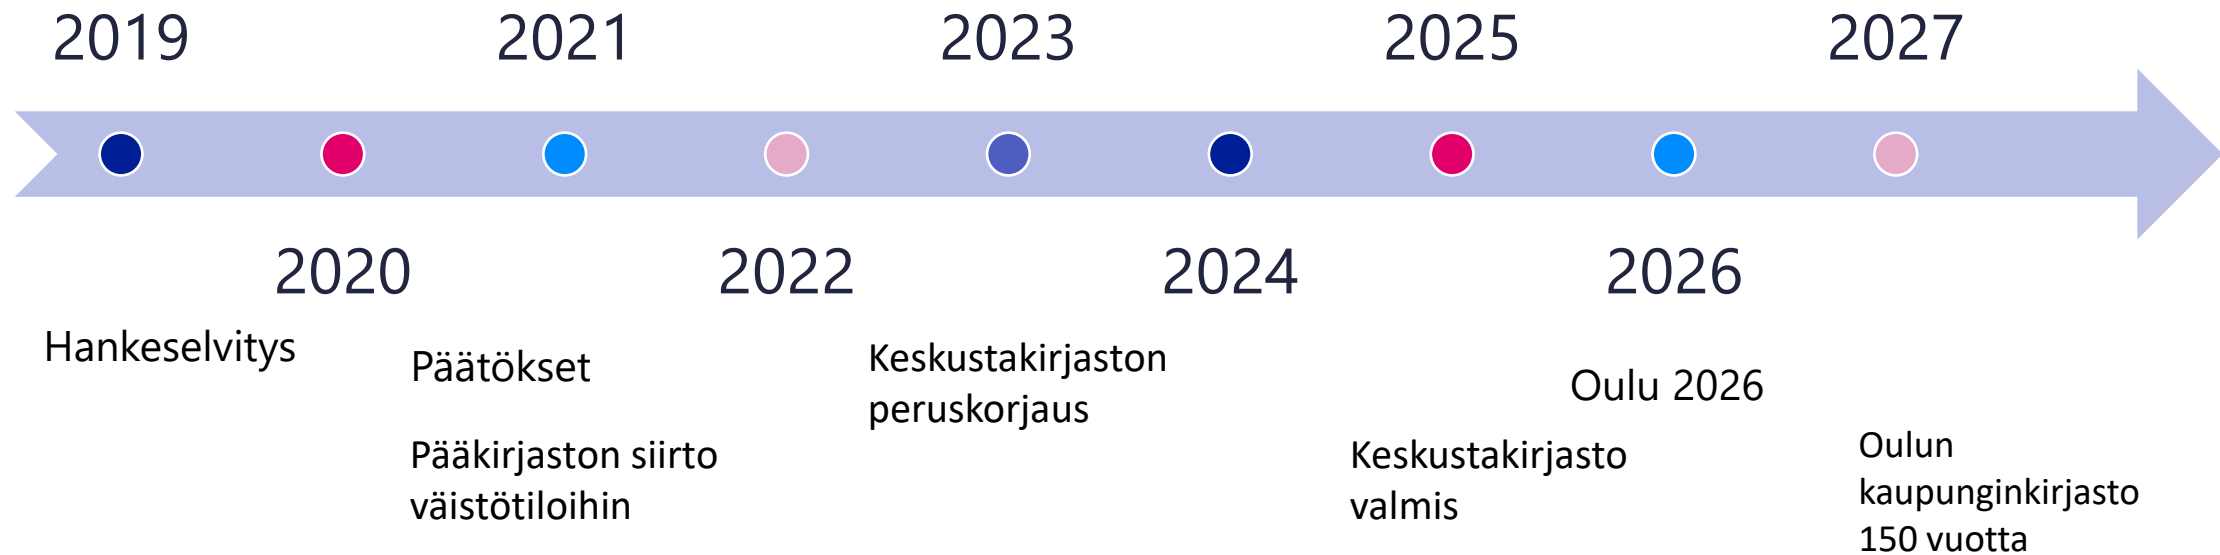 2019
2021
2023
2025
2027
2020
2022
2024
2026
Hankeselvitys
Päätökset
Pääkirjaston siirto
väistötiloihin
Keskustakirjaston
peruskorjaus
Keskustakirjasto
valmis
Oulu 2026
Oulun
kaupunginkirjasto
150 vuotta